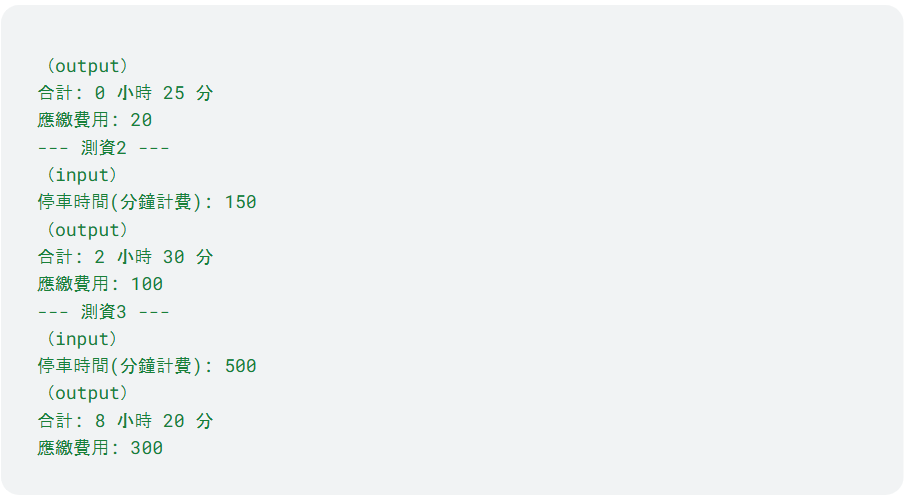 （output）
合計: 0 小時 25 分
應繳費用: 20
--- 測資2 ---
（input）
停車時間(分鐘計費): 150
（output）
合計: 2 小時 30 分
應繳費用: 100
--- 測資3 ---
（input）
停車時間(分鐘計費): 500
（output）
合計: 8 小時 20 分
應繳費用: 300